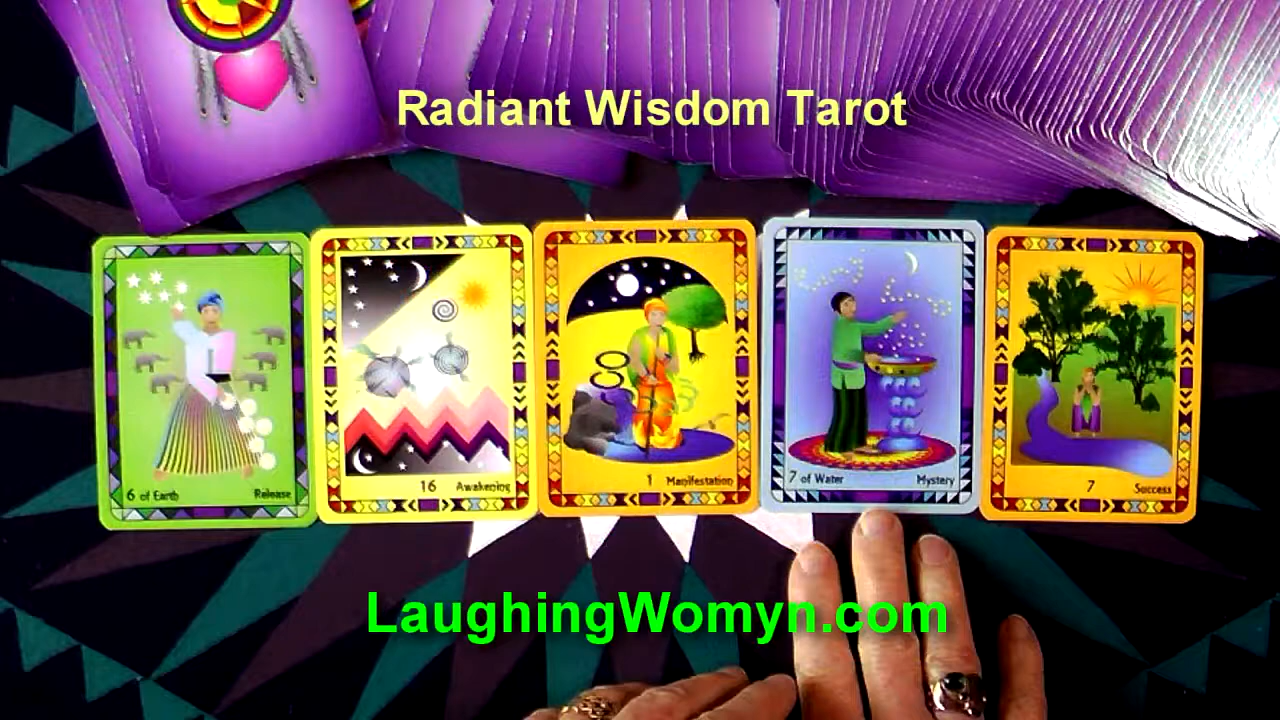 Radiant Wisdom Tarot
6 of Earth Release
16 Awakening
1 Manifestation
7 of Water Mystery
7 Success
LaughingWomyn.com